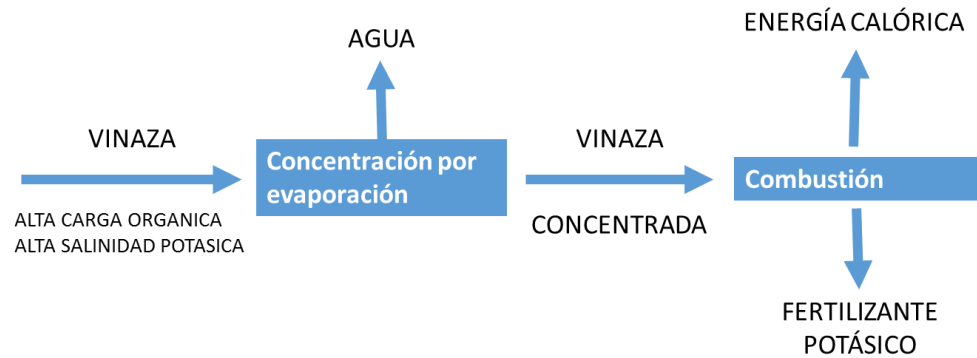 VINAZA
ALTA CARGA ORGANICA
ALTA SALINIDAD POTASICA
AGUA
Concentración por
evaporación
VINAZA
CONCENTRADA
ENERGÍA CALÓRICA
Combustión
FERTILIZANTE
POTÁSICO